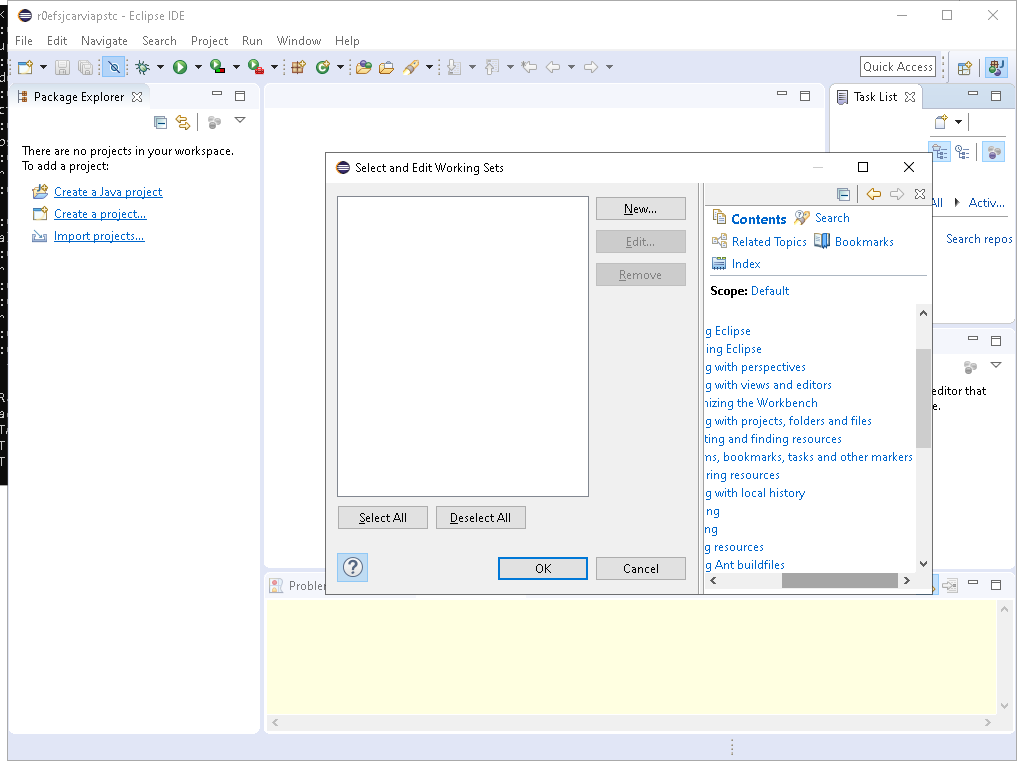 r0efsjcarviapstc - Eclipse IDE
File Edit Navigate Search Project Run Window Help
Quick Access
Package Explorer
Task List
There are no projects in your workspace.
To add a project:
Create a Java project
Create a project...
Import projects...
Select and Edit Working Sets
New...
Edit...
Remove
Select All
Deselect All
OK
Cancel
Contents
Search
Related Topics
Bookmarks
Index
Scope: Default
g Eclipse
ing Eclipse
g with perspectives
g with views and editors
nizing the Workbench
g with projects, folders and files
ting and finding resources
ns, bookmarks, tasks and other markers
ring resources
g with local history
ng
ng
g resources
g Ant buildfiles
All
Activ...
Search repos
editor that
e.
Probler